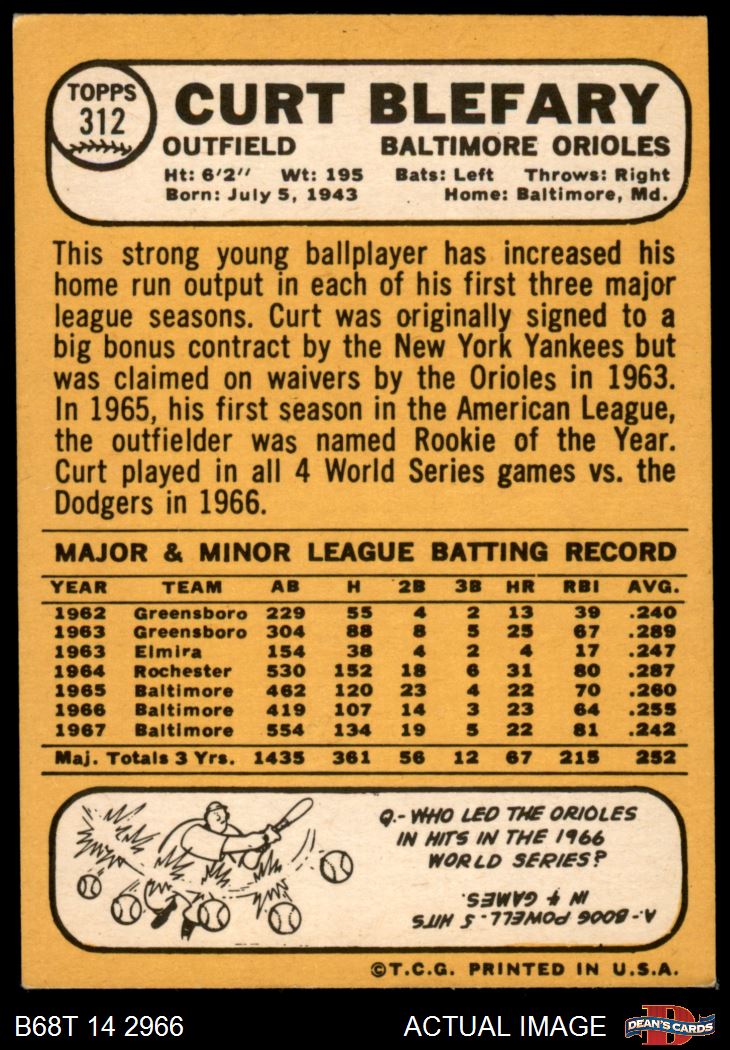 TOPPS
312
CURT BLEFARY
OUTFIELD BALTIMORE ORIOLES
Ht: 6'2'' Wt: 195 Bats: Left Throws: Right
Born: July 5, 1943 Home: Baltimore, Md.
This strong young ballplayer has increased his
home run output in each of his first three major
league seasons. Curt was originally signed to a
big bonus contract by the New York Yankees but
was claimed on waivers by the Orioles in 1963.
In 1965, his first season in the American League,
the outfielder was named Rookie of the Year.
Curt played in all 4 World Series games vs. the
Dodgers in 1966.
MAJOR & MINOR LEAGUE BATTING RECORD
YEAR TEAM AB H 2B 3B HR RBI AVG.
1962 Greensboro 229 55 4 2 13 39 .240
1963 Greensboro 304 88 8 5 25 67 .289
1963 Elmira 154 38 4 2 4 17 .247
1964 Rochester 530 152 18 6 31 80 .287
1965 Baltimore 462 120 23 4 22 70 .260
1966 Baltimore 419 107 14 3 23 64 .255
1967 Baltimore 554 134 19 5 22 81 .242
Maj. Totals 3 Yrs. 1435 361 56 12 67 215 252
Q.- WHO LED THE ORIOLES
IN HITS IN THE 1966
WORLD SERIES?
A.- BOOG POWELL. 5 HITS
IN 4 GAMES.
©T.C.G. PRINTED IN U.S.A.
B68T 14 2966 ACTUAL IMAGE
D
DEAN'S CARDS